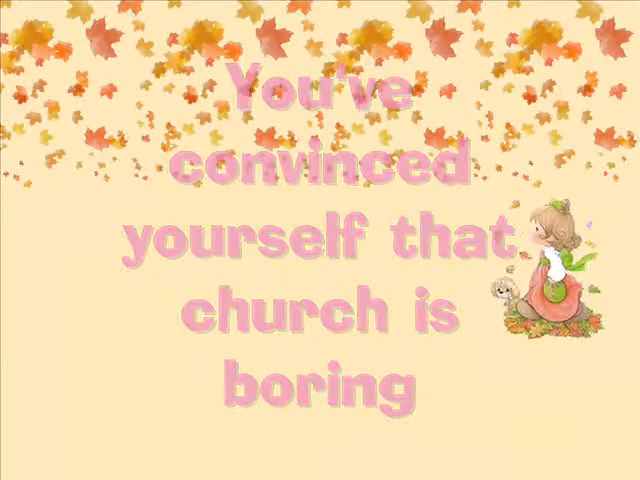 You've
convinced
yourself that
church is
boring